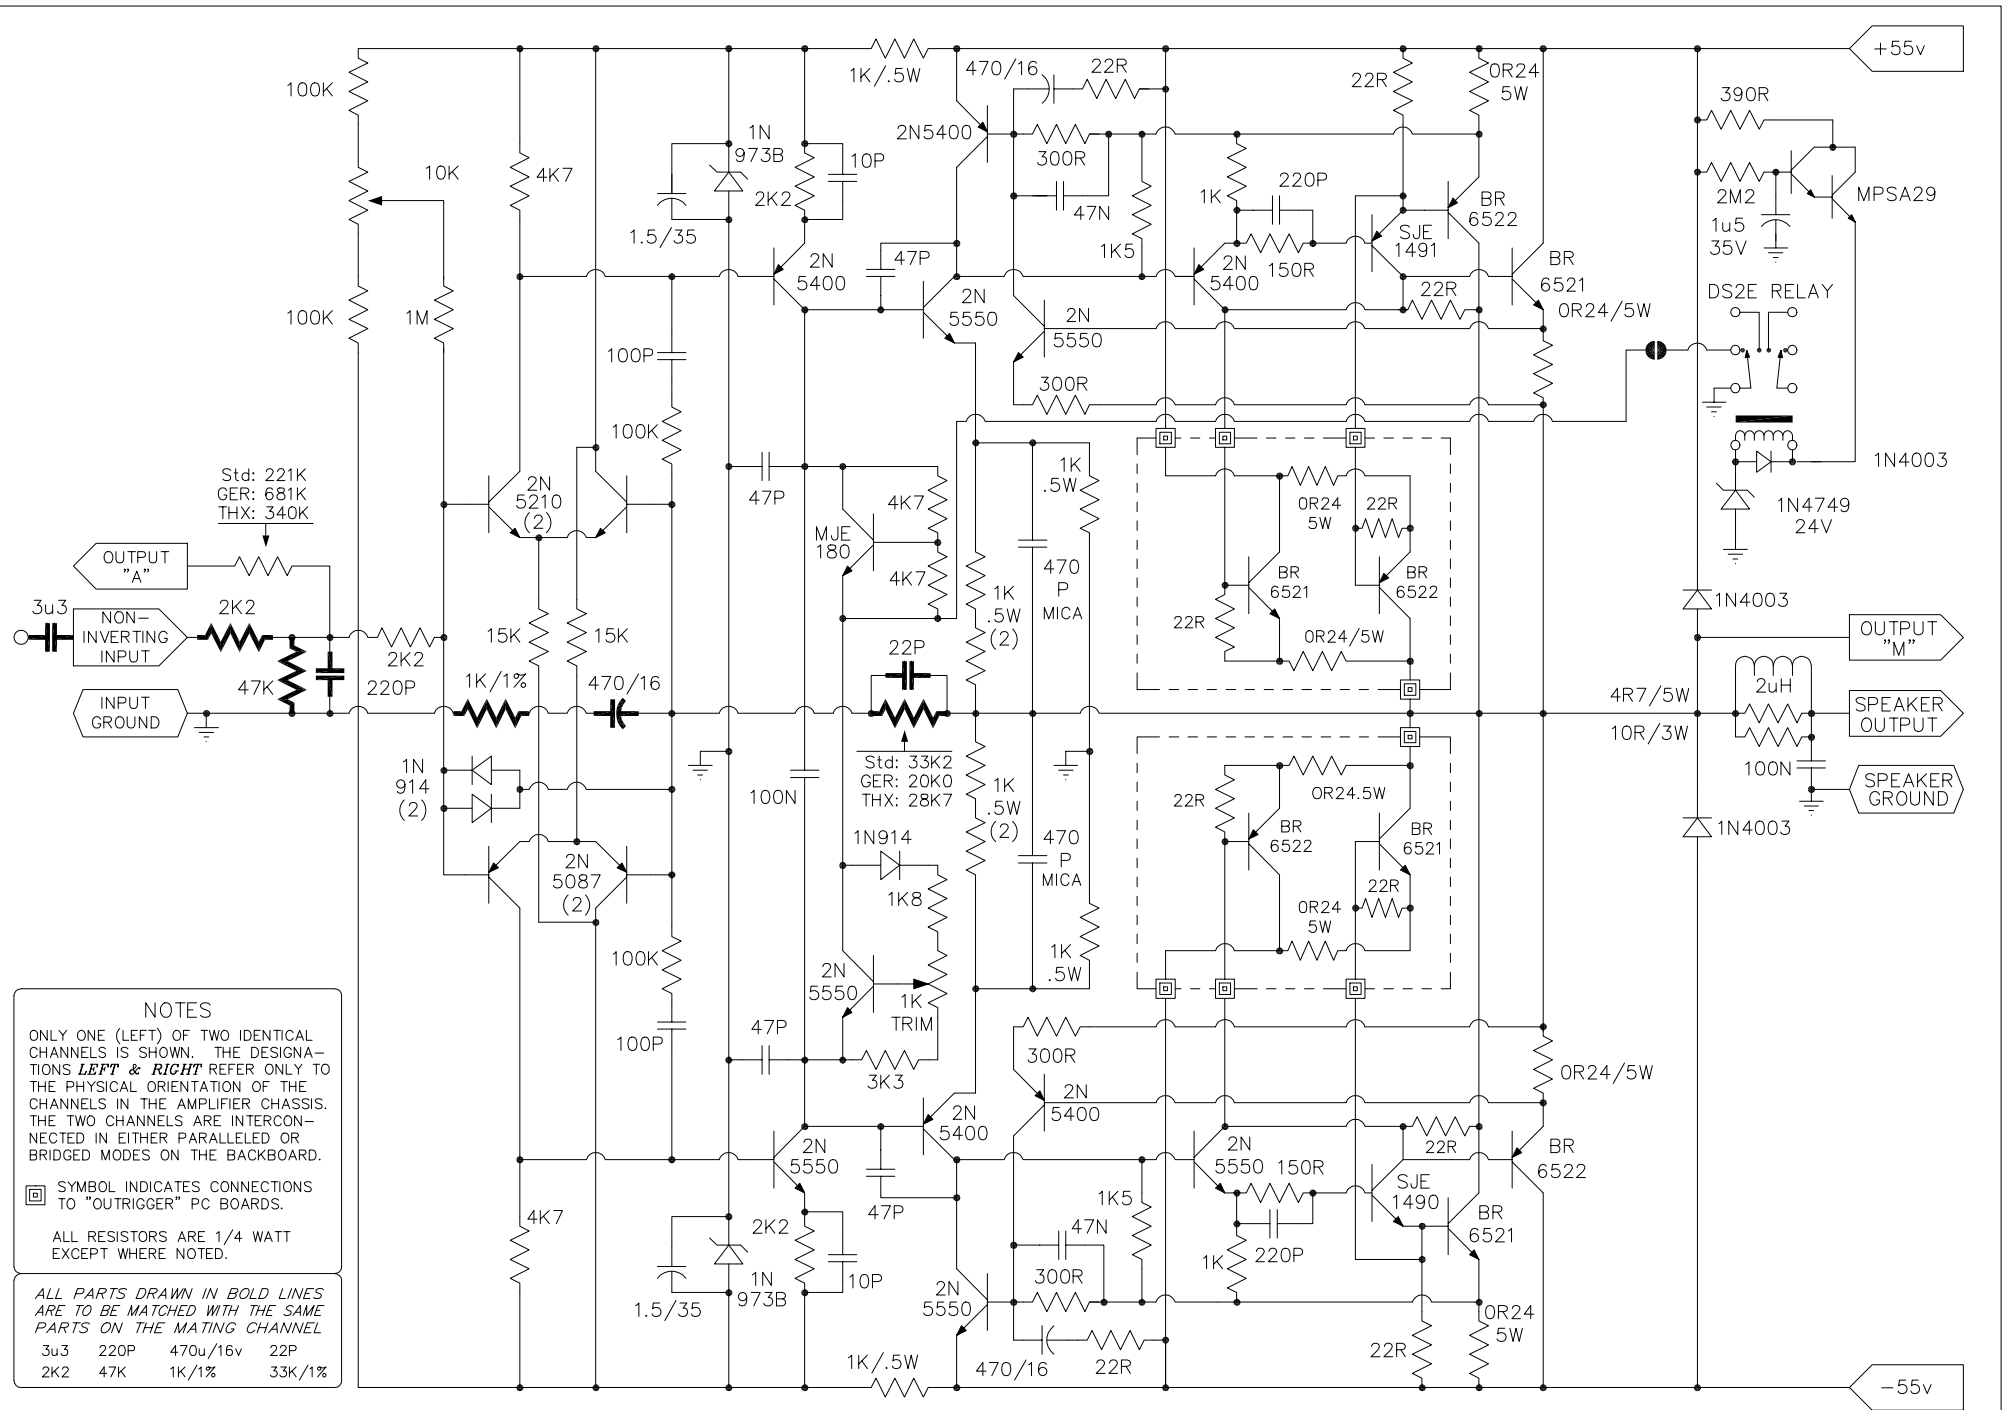 +55v
100K
1K/.5W
470/16
22R
22R
0R24
5W
390R
10K
4K7
1N
973B
10P
2K2
2N5400
300R
47N
1K
220P
BR
6522
MPSA29
2M2
1u5
35V
1.5/35
47P
2N
5400
1K5
2N
5400
150R
SJE
1491
BR
6521
22R
0R24/5W
DS2E RELAY
100K
1M
2N
5550
2N
5550
100P
300R
100K
1N4003
Std: 221K
GER: 681K
THX: 340K
2N
5210
(2)
47P
4K7
MJE
180
4K7
1K
.5W
470
P
MICA
1K
.5W
(2)
0R24
5W
22R
BR
6521
BR
6522
22R
0R24/5W
1N4749
24V
OUTPUT
"A"
3u3
NON-
INVERTING
INPUT
2K2
47K
220P
2K2
15K
15K
1N4003
OUTPUT
"M"
INPUT
GROUND
1K/1%
470/16
22P
4R7/5W
2uH
10R/3W
SPEAKER
OUTPUT
100N
SPEAKER
GROUND
1N
914
(2)
100N
Std: 33K2
GER: 20K0
THX: 28K7
1K
.5W
(2)
22R
0R24.5W
BR
6522
BR
6521
1N4003
1N914
470
P
MICA
2N
5087
(2)
1K8
22R
0R24
5W
100K
1K
.5W
2N
5550
1K
TRIM
100P
47P
3K3
300R
0R24/5W
2N
5400
2N
5400
2N
5550
2N
5550
150R
22R
BR
6522
SJE
1490
BR
6521
47P
1K5
4K7
2K2
47N
220P
1K
1N
973B
10P
300R
2N
5550
1.5/35
0R24
5W
1K/.5W
470/16
22R
22R
-55v
NOTES
ONLY ONE (LEFT) OF TWO IDENTICAL
CHANNELS IS SHOWN. THE DESIGNA-
TIONS LEFT & RIGHT REFER ONLY TO
THE PHYSICAL ORIENTATION OF THE
CHANNELS IN THE AMPLIFIER CHASSIS.
THE TWO CHANNELS ARE INTERCON-
NECTED IN EITHER PARALLELED OR
BRIDGED MODES ON THE BACKBOARD.
SYMBOL INDICATES CONNECTIONS
TO "OUTRIGGER" PC BOARDS.
ALL RESISTORS ARE 1/4 WATT
EXCEPT WHERE NOTED.
ALL PARTS DRAWN IN BOLD LINES
ARE TO BE MATCHED WITH THE SAME
PARTS ON THE MATING CHANNEL
3u3 220P 470u/16v 22P
2K2 47K 1K/1% 33K/1%